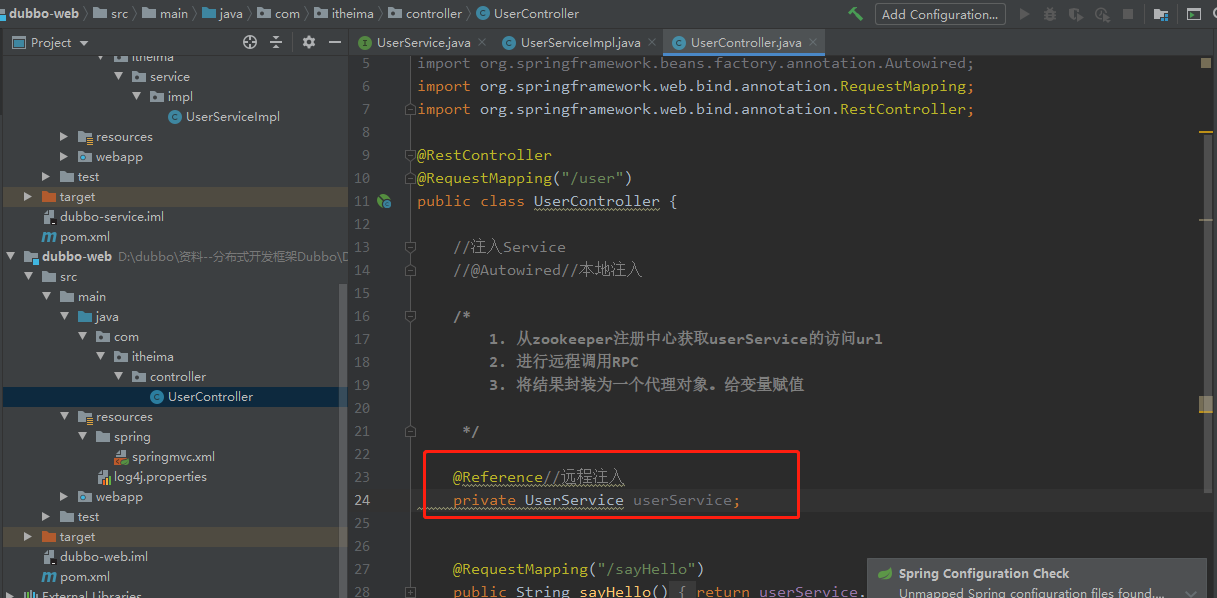 dubbo-web src main java com itheima controller UserController Add Configuration...
Project UserService.java UserServiceImpl.java UserController.java
itheima
service
impl
UserServiceImpl
resources
webapp
test
target
dubbo-service.iml
pom.xml
dubbo-web D:\dubbo\资料--分布式开发框架Dubbo\D
src
main
java
com
itheima
controller
UserController
resources
spring
springmvc.xml
log4j.properties
webapp
test
target
dubbo-web.iml
pom.xml
External Libraries
5 import org.springframework.beans.factory.annotation.Autowired;
6 import org.springframework.web.bind.annotation.RequestMapping;
7 import org.springframework.web.bind.annotation.RestController;
8
9 @RestController
10 @RequestMapping("/user")
11 public class UserController {
12
13 //注入Service
14 //@Autowired//本地注入
15
16 /*
17 1. 从zookeeper注册中心获取userService的访问url
18 2. 进行远程调用RPC
19 3. 将结果封装为一个代理对象。给变量赋值
20
21 */
22
23 @Reference//远程注入
24 private UserService userService;
25
26
27 @RequestMapping("/sayHello")
28 public String sayHello() { return userService.
Spring Configuration Check
Unmapped Spring configuration files found....